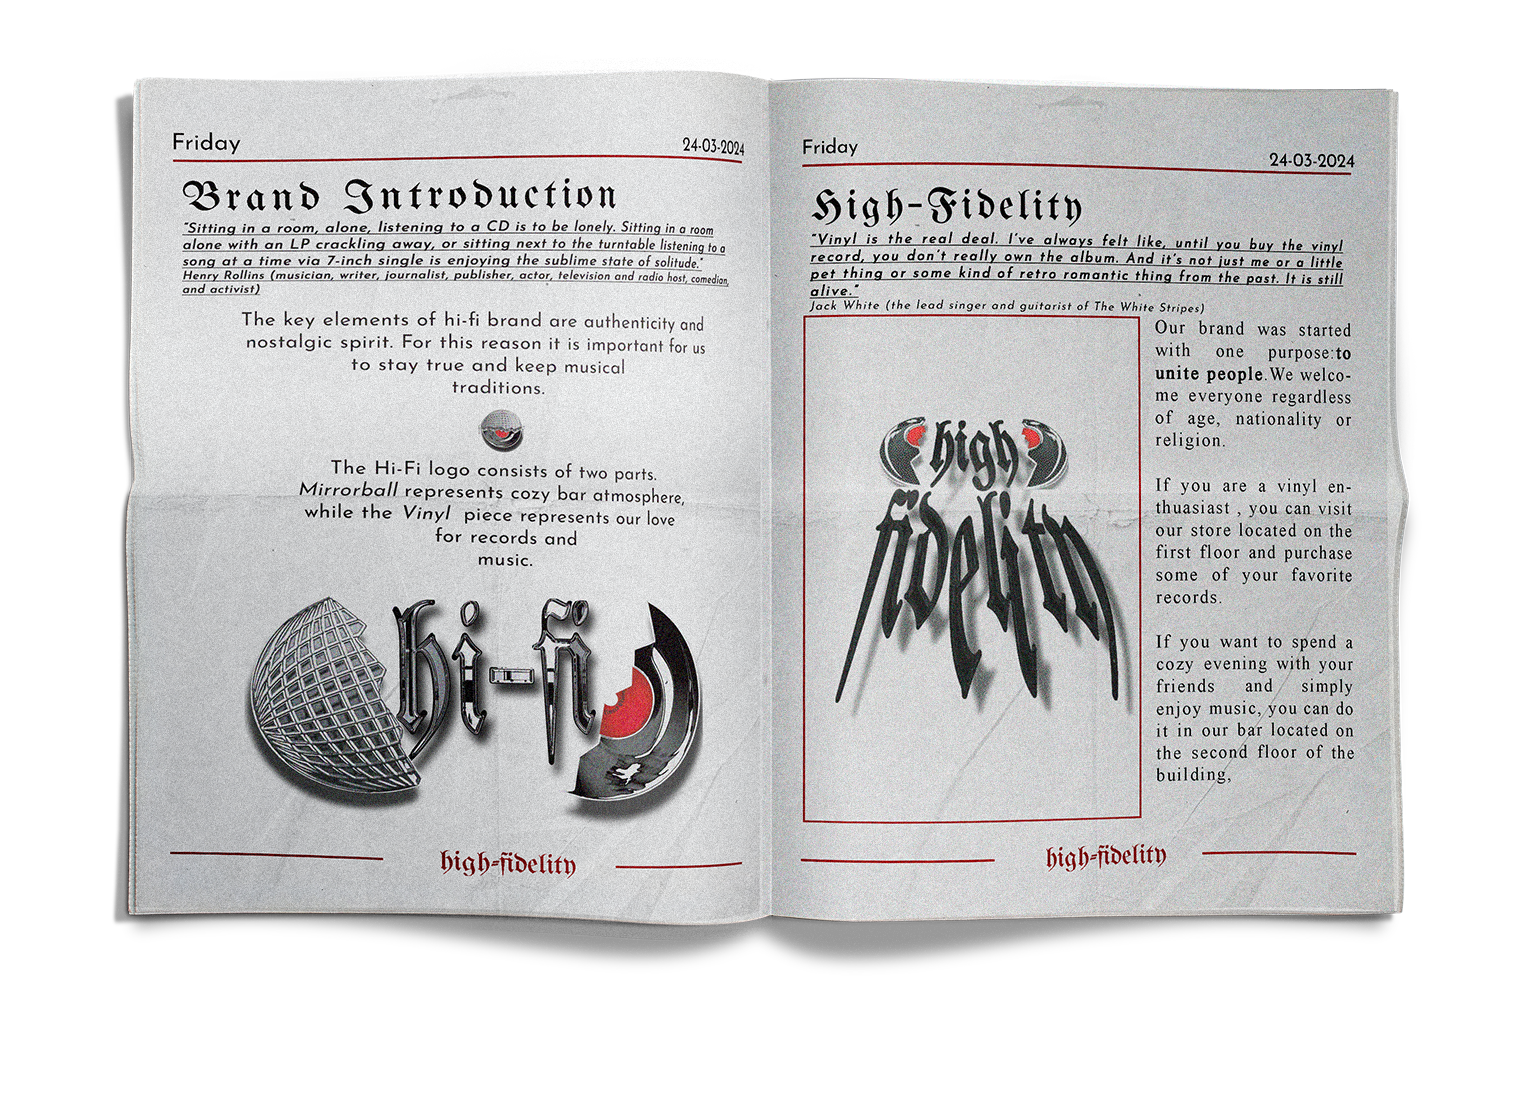 Friday
24-03-2024
Brand Introduction
"Sitting in a room, alone, listening to a CD is to be lonely. Sitting in a room
alone with an LP crackling away, or sitting next to the turntable listening to a
song at a time via 7-inch single is enjoying the sublime state of solitude."
Henry Rollins (musician, writer, journalist, publisher, actor, television and radio host, comedian,
and activist)
The key elements of hi-fi brand are authenticity and
nostalgic spirit. For this reason it is important for us
to stay true and keep musical
traditions.
The Hi-Fi logo consists of two parts.
Mirrorball represents cozy bar atmosphere,
while the Vinyl piece represents our love
for records and
music.
hi-fi
high-fidelity
Friday
24-03-2024
High-Fidelity
"Vinyl is the real deal. I've always felt like, until you buy the vinyl
record, you don't really own the album. And it's not just me or a little
pet thing or some kind of retro romantic thing from the past. It is still
alive."
Jack White (the lead singer and guitarist of The White Stripes)
high
fidelity
Our brand was started
with one purpose:to
unite people.We welco-
me everyone regardless
of age, nationality or
religion.
If you are a vinyl en-
thuasiast , you can visit
our store located on the
first floor and purchase
some of your favorite
records.
If you want to spend a
cozy evening with your
friends and simply
enjoy music, you can do
it in our bar located on
the second floor of the
building,
high-fidelity